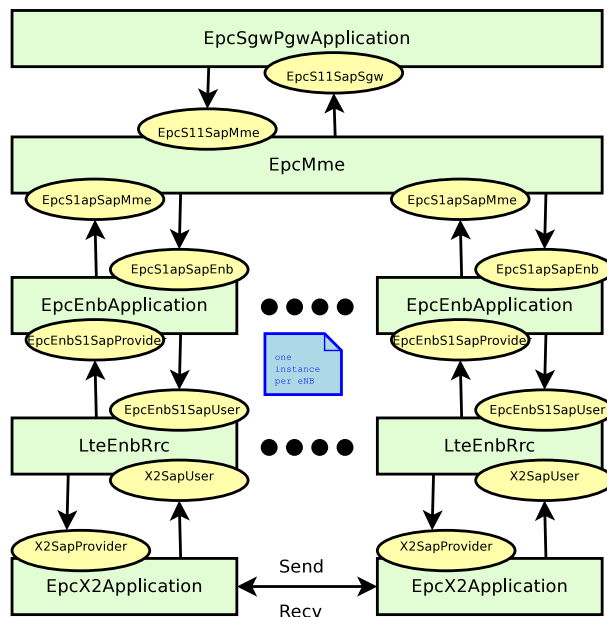 EpcSgwPgwApplication
EpcS11SapSgw
EpcS11SapMme
EpcMme
EpcS1apSapMme
EpcS1apSapMme
EpcS1apSapEnb
EpcS1apSapEnb
EpcEnbApplication
EpcEnbApplication
EpcEnbS1SapProvider
EpcEnbS1SapProvider
one
instance
per eNB
EpcEnbS1SapUser
EpcEnbS1SapUser
LteEnbRrc
LteEnbRrc
X2SapUser
X2SapUser
X2SapProvider
X2SapProvider
Send
EpcX2Application
EpcX2Application
Recv